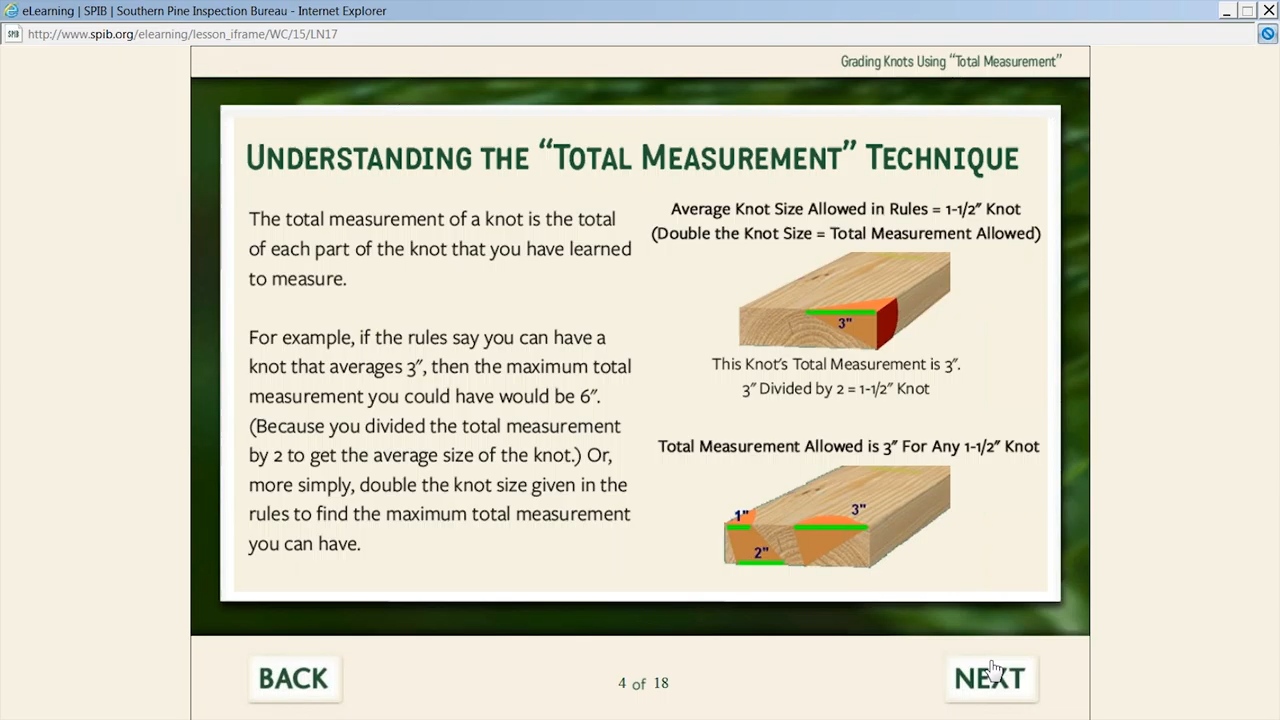 eLearning | SPIB | Southern Pine Inspection Bureau - Internet Explorer
SPIB http://www.spib.org/elearning/lesson_iframe/WC/15/LN17
Grading Knots Using “Total Measurement”
Understanding the “Total Measurement” Technique
The total measurement of a knot is the total
of each part of the knot that you have learned
to measure.
For example, if the rules say you can have a
knot that averages 3″, then the maximum total
measurement you could have would be 6″.
(Because you divided the total measurement
by 2 to get the average size of the knot.) Or,
more simply, double the knot size given in the
rules to find the maximum total measurement
you can have.
Average Knot Size Allowed in Rules = 1-1/2″ Knot
(Double the Knot Size = Total Measurement Allowed)
3"
This Knot’s Total Measurement is 3″.
3″ Divided by 2 = 1-1/2″ Knot
Total Measurement Allowed is 3″ For Any 1-1/2″ Knot
1" 3"
2"
BACK
4 of 18
NEXT